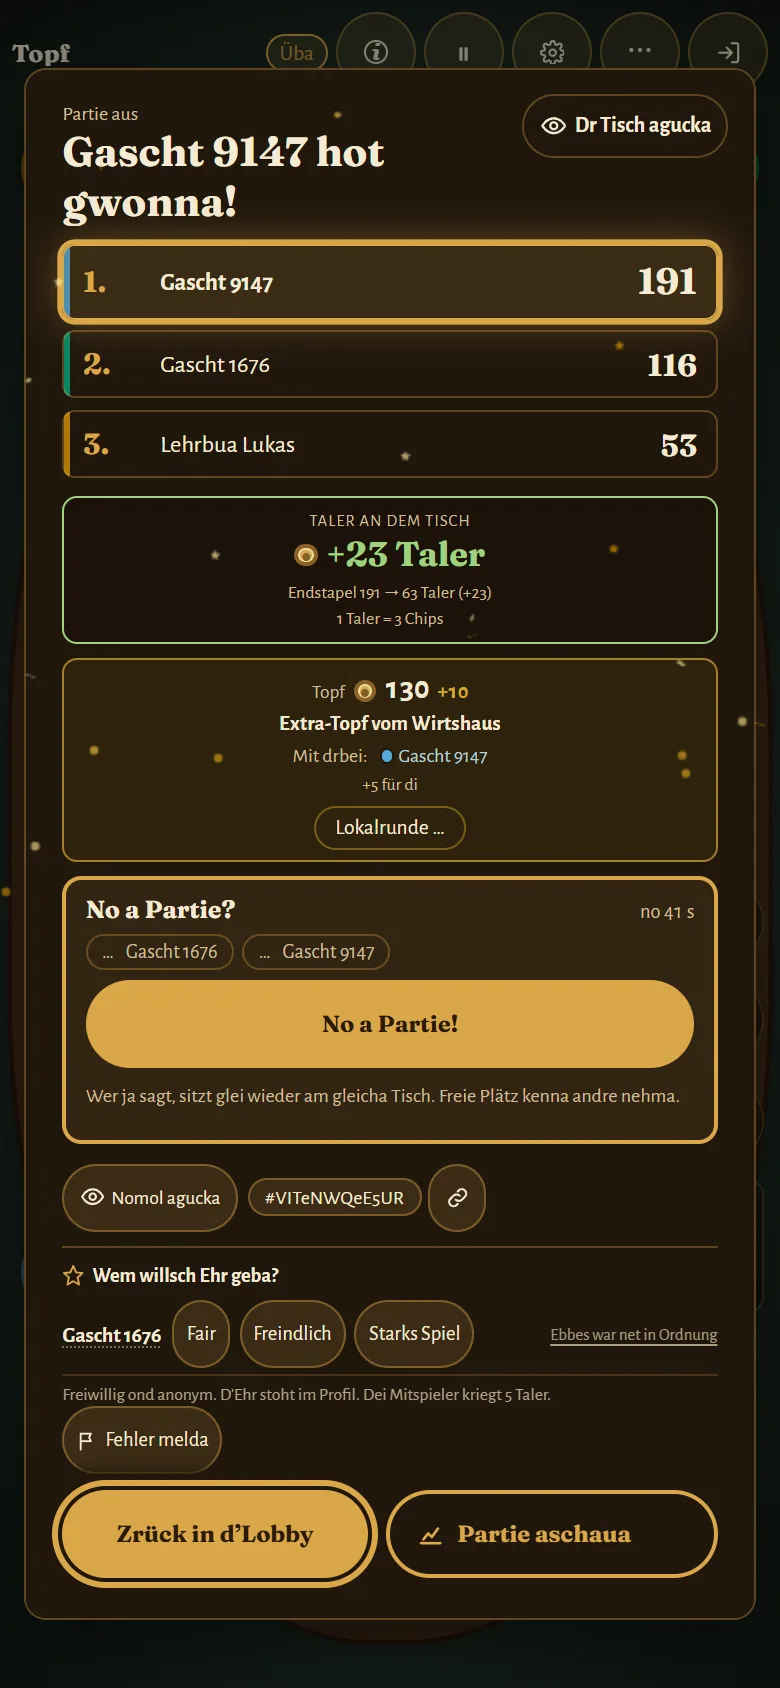 Topf
Üba
Partie aus
Dr Tisch agucka
Gascht 9147 hot
gwonna!
1. Gascht 9147 191
2. Gascht 1676 116
3. Lehrbua Lukas 53
TALER AN DEM TISCH
+23 Taler
Endstapel 191 → 63 Taler (+23)
1 Taler = 3 Chips
Topf 130 +10
Extra-Topf vom Wirtshaus
Mit drbei: Gascht 9147
+5 für di
Lokalrunde ...
No a Partie? no 41 s
... Gascht 1676 ... Gascht 9147
No a Partie!
Wer ja sagt, sitzt glei wieder am gleicha Tisch. Freie Plätz kenna andre nehma.
Nomol agucka #VITeNWQeE5UR
Wem willsch Ehr geba?
Gascht 1676 Fair Freindlich Starks Spiel Ebbes war net in Ordnung
Freiwillig ond anonym. D'Ehr stoht im Profil. Dei Mitspieler kriegt 5 Taler.
Fehler melda
Zrück in d’Lobby Partie aschaua